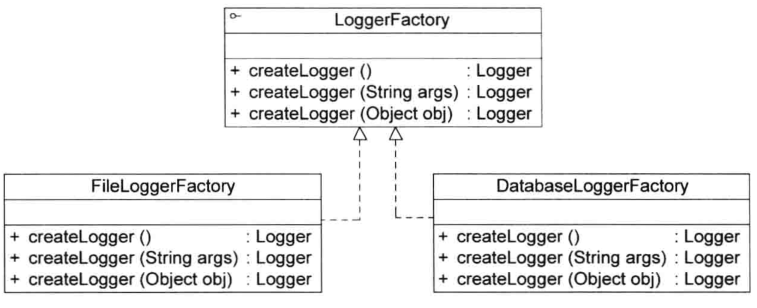 LoggerFactory
+ createLogger () : Logger
+ createLogger (String args) : Logger
+ createLogger (Object obj) : Logger
FileLoggerFactory
+ createLogger () : Logger
+ createLogger (String args) : Logger
+ createLogger (Object obj) : Logger
DatabaseLoggerFactory
+ createLogger () : Logger
+ createLogger (String args) : Logger
+ createLogger (Object obj) : Logger